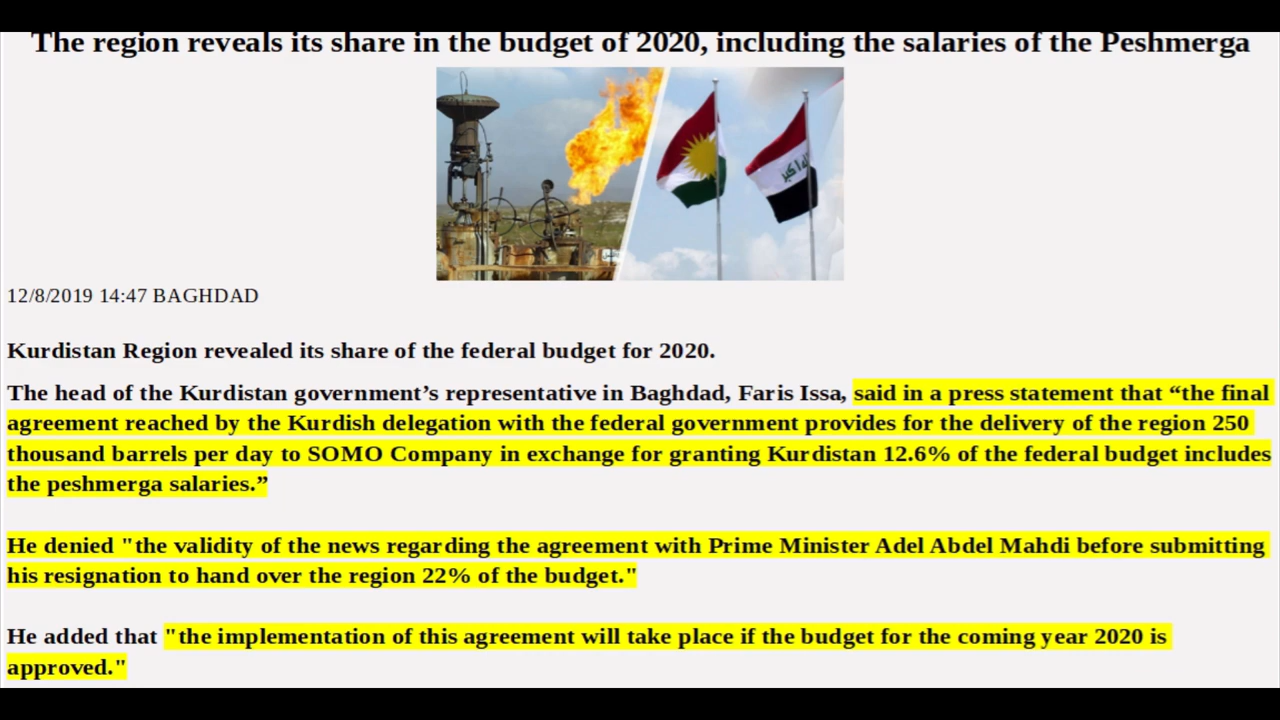 The region reveals its share in the budget of 2020, including the salaries of the Peshmerga
12/8/2019 14:47 BAGHDAD
Kurdistan Region revealed its share of the federal budget for 2020.
The head of the Kurdistan government’s representative in Baghdad, Faris Issa, said in a press statement that “the final
agreement reached by the Kurdish delegation with the federal government provides for the delivery of the region 250
thousand barrels per day to SOMO Company in exchange for granting Kurdistan 12.6% of the federal budget includes
the peshmerga salaries.”
He denied "the validity of the news regarding the agreement with Prime Minister Adel Abdel Mahdi before submitting
his resignation to hand over the region 22% of the budget."
He added that "the implementation of this agreement will take place if the budget for the coming year 2020 is
approved."